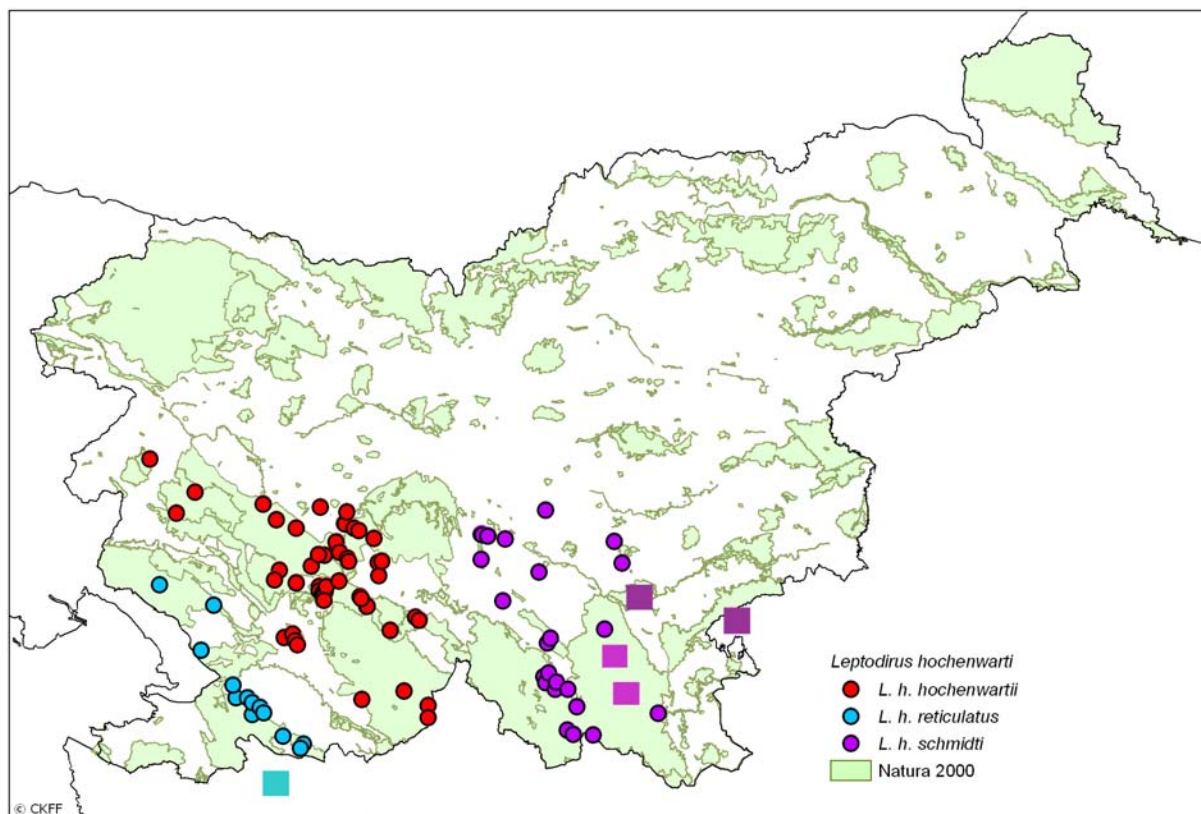 Leptodirus hochenwarti
L. h. hochenwartii
L. h. reticulatus
L. h. schmidti
Natura 2000
© CKFF